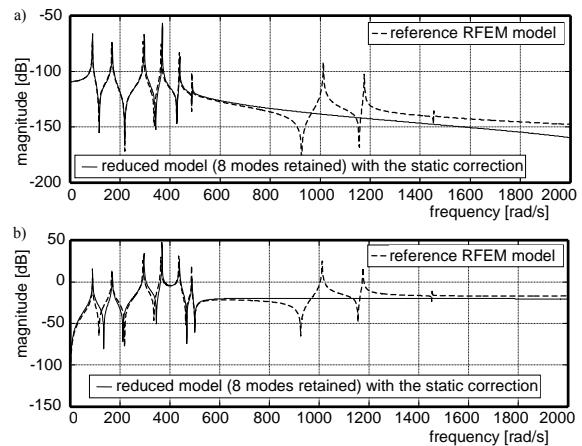 a)
-50
reference RFEM model
magnitude [dB]
-100
-150
reduced model (8 modes retained) with the static correction
-200
0 200 400 600 800 1000 1200 1400 1600 1800 2000
frequency [rad/s]
b)
50
reference RFEM model
magnitude [dB]
0
-50
-100
reduced model (8 modes retained) with the static correction
-150
0 200 400 600 800 1000 1200 1400 1600 1800 2000
frequency [rad/s]